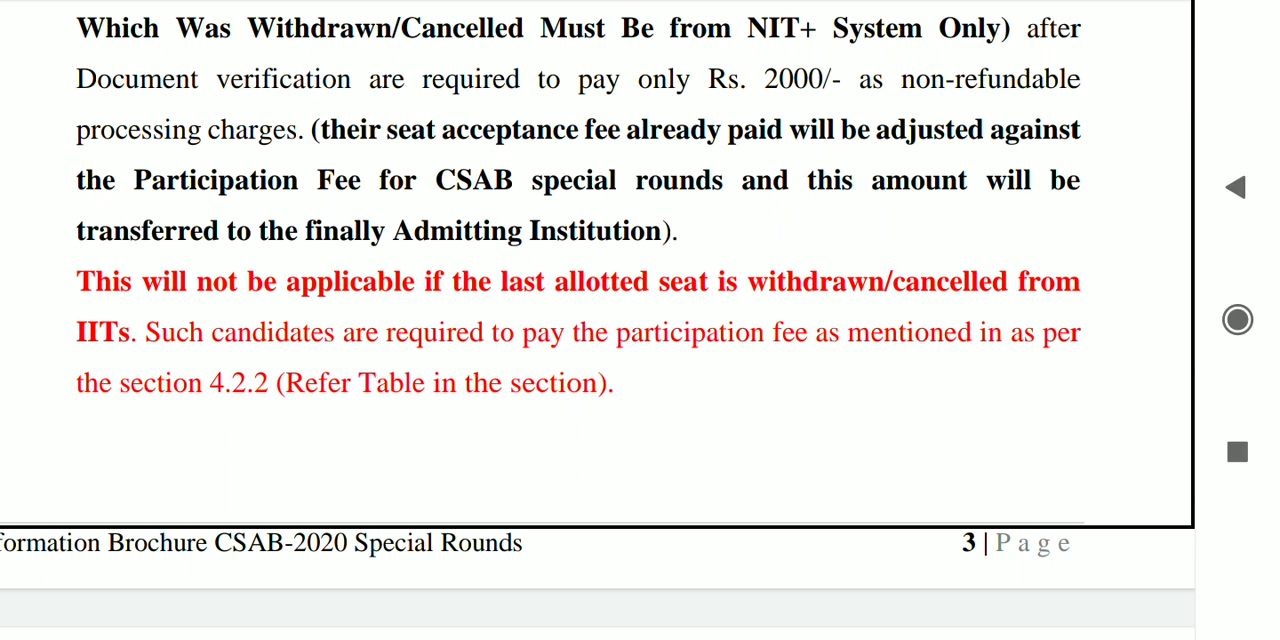 Which Was Withdrawn/Cancelled Must Be from NIT+ System Only) after
Document verification are required to pay only Rs. 2000/- as non-refundable
processing charges. (their seat acceptance fee already paid will be adjusted against
the Participation Fee for CSAB special rounds and this amount will be
transferred to the finally Admitting Institution).
This will not be applicable if the last allotted seat is withdrawn/cancelled from
IITs. Such candidates are required to pay the participation fee as mentioned in as per
the section 4.2.2 (Refer Table in the section).
formation Brochure CSAB-2020 Special Rounds 3 | P a g e